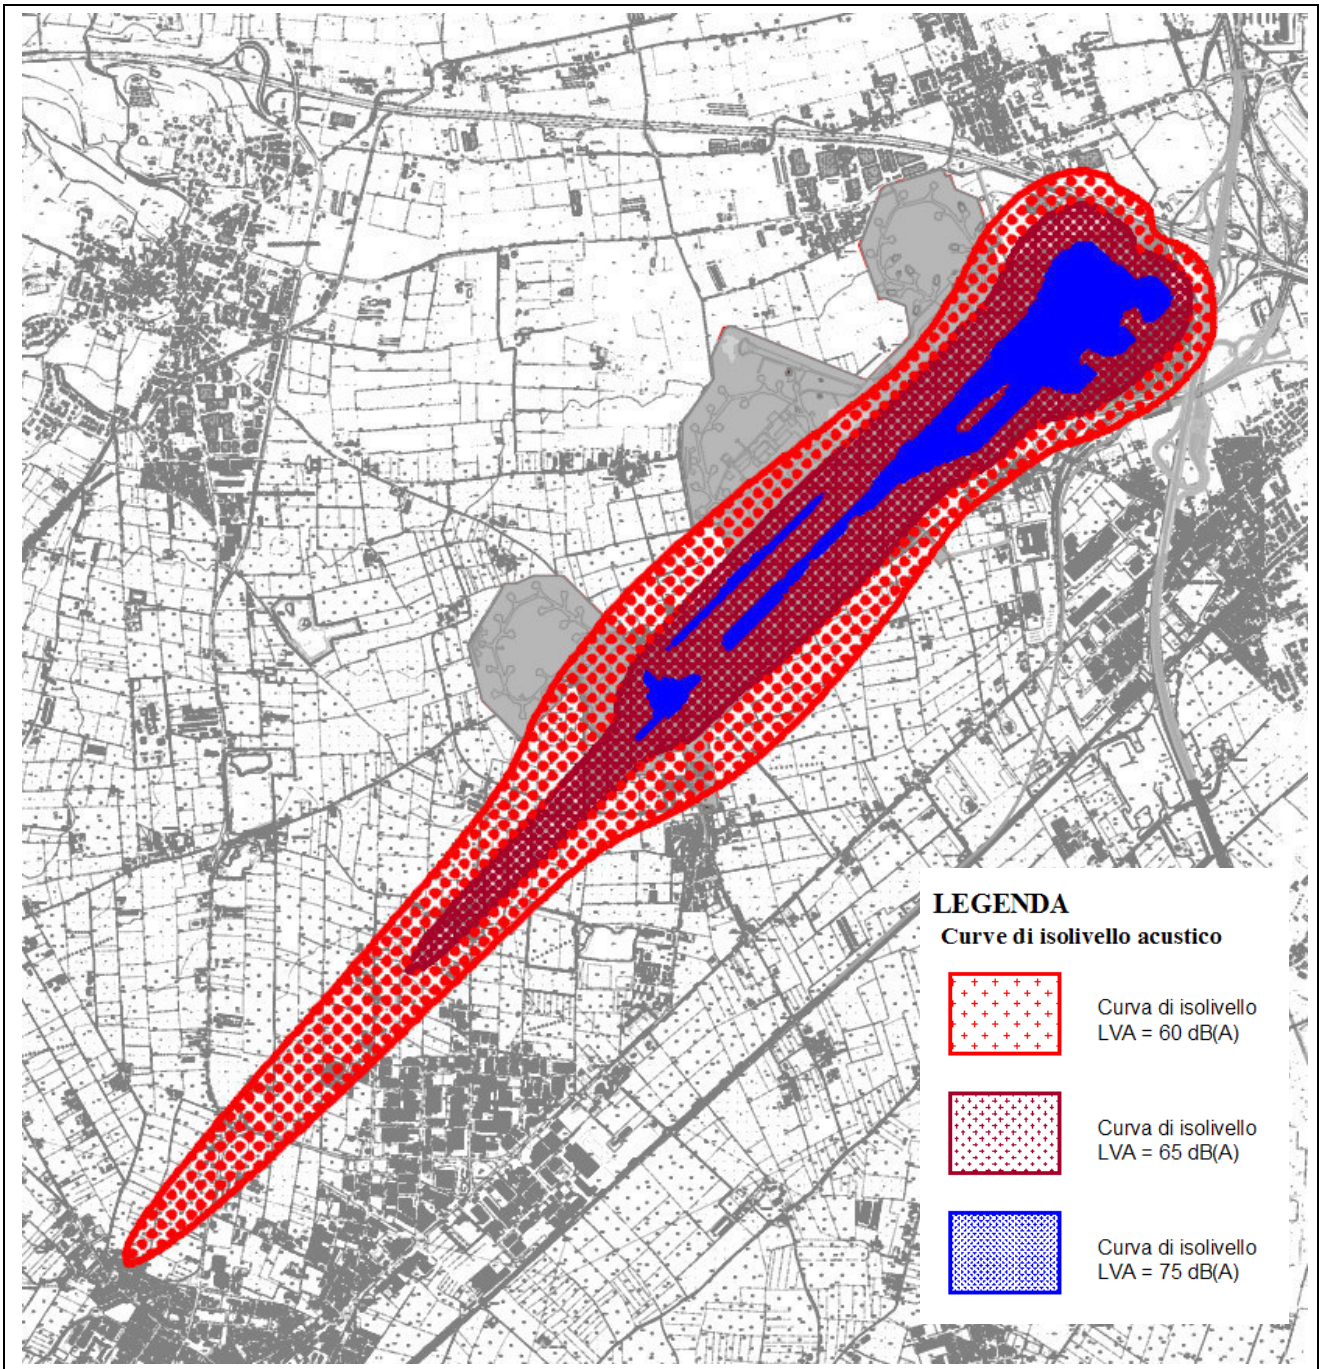 LEGENDA
Curve di isolivello acustico
Curva di isolivello
LVA = 60 dB(A)
Curva di isolivello
LVA = 65 dB(A)
Curva di isolivello
LVA = 75 dB(A)